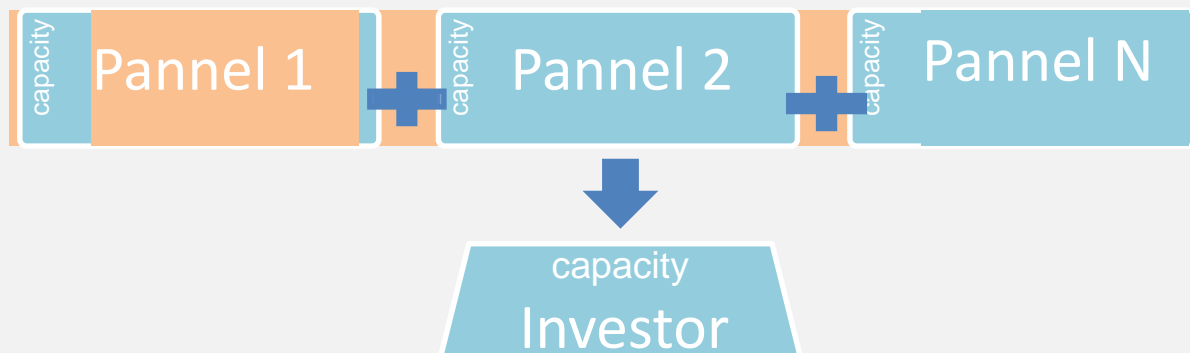 capacity
Pannel 1
capacity
Pannel 2
capacity
Pannel N
capacity
Investor